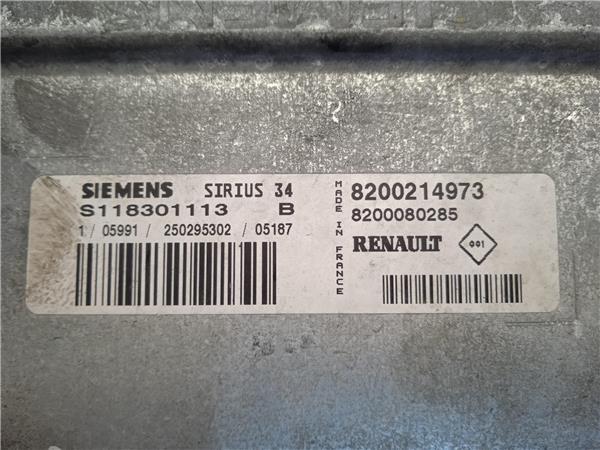 SIEMENS SIRIUS 34
S118301113 B
1 / 05991 / 250295302 / 05187
MADE IN FRANCE
8200214973
8200080285
RENAULT 001